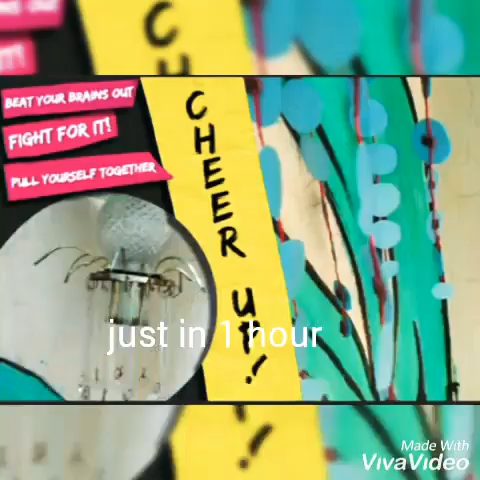 BEAT YOUR BRAINS OUT
FIGHT FOR IT!
PULL YOURSELF TOGETHER
CHEER UP!
just in 1 hour
Made With
VivaVideo